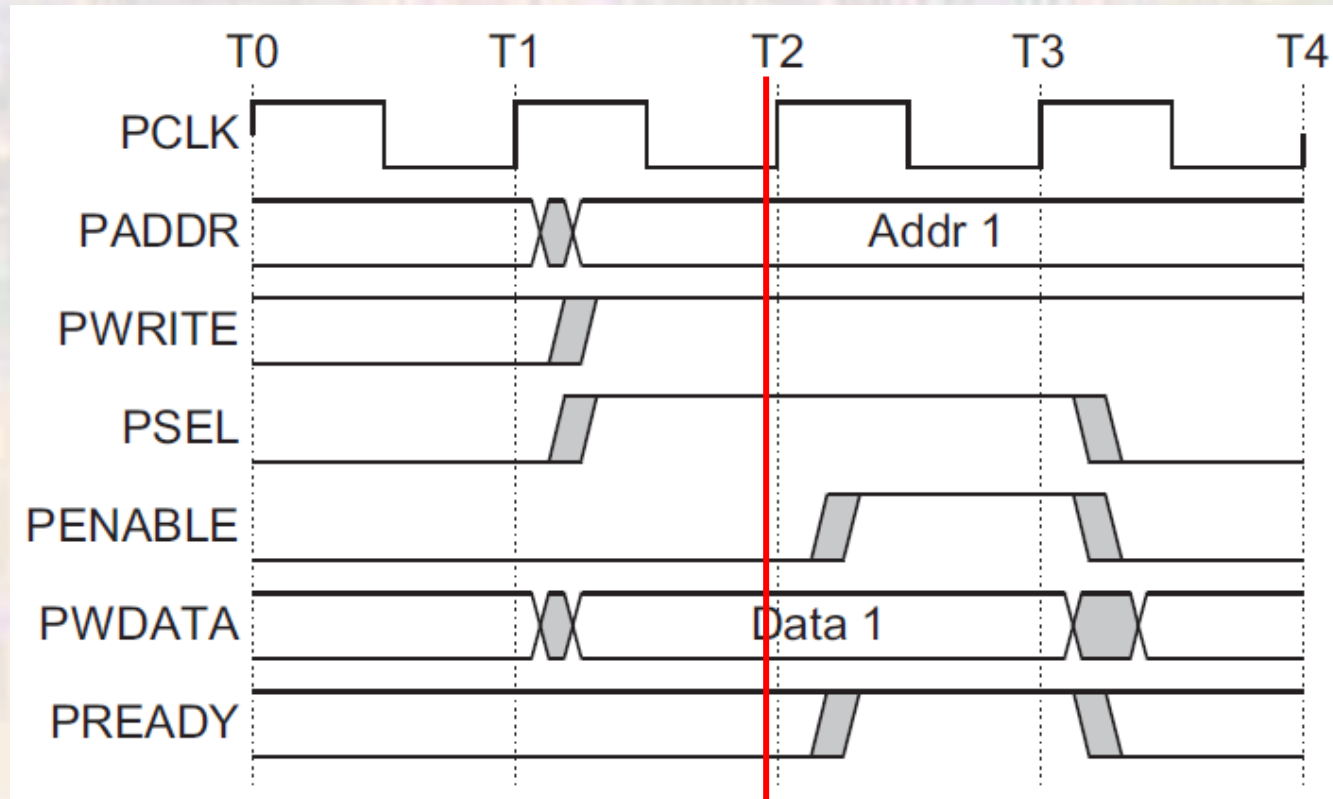 T0 T1 T2 T3 T4
PCLK
PADDR Addr 1
PWRITE
PSEL
PENABLE
PWDATA Data 1
PREADY